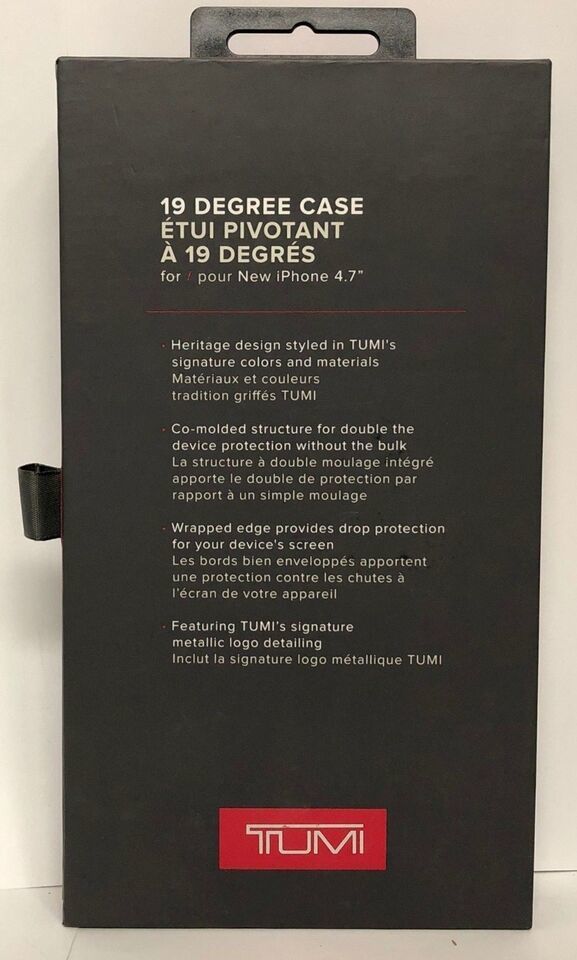 19 DEGREE CASE
ÉTUI PIVOTANT
À 19 DEGRÉS
for / pour New iPhone 4.7"
· Heritage design styled in TUMI's
signature colors and materials
Matériaux et couleurs
tradition griffés TUMI
· Co-molded structure for double the
device protection without the bulk
La structure à double moulage intégré
apporte le double de protection par
rapport à un simple moulage
· Wrapped edge provides drop protection
for your device's screen
Les bords bien enveloppés apportent
une protection contre les chutes à
l'écran de votre appareil
· Featuring TUMI's signature
metallic logo detailing
Inclut la signature logo métallique TUMI
TUMI